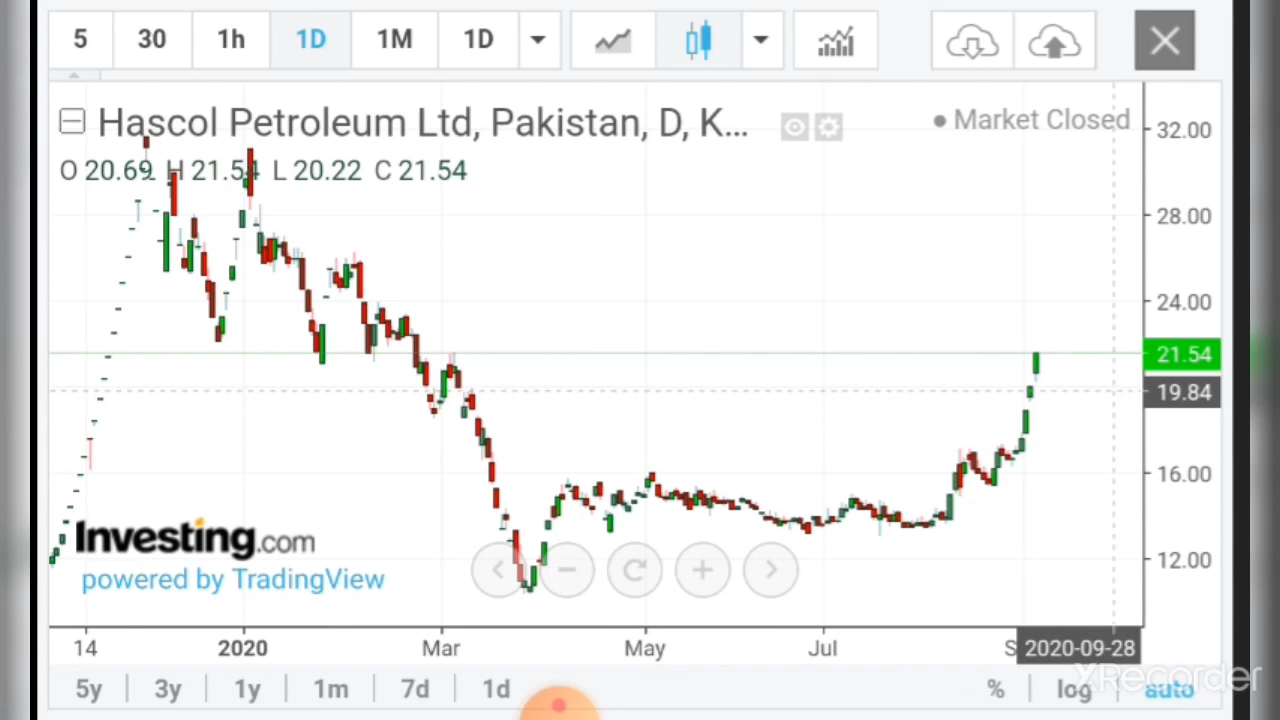 5 30 1h 1D 1M 1D
Hascol Petroleum Ltd, Pakistan, D, K...
Market Closed
O 20.69 H 21.54 L 20.22 C 21.54
32.00
28.00
24.00
21.54
19.84
16.00
12.00
Investing.com
powered by TradingView
14 2020 Mar May Jul S 2020-09-28
5y 3y 1y 1m 7d 1d % log auto
XRecorder